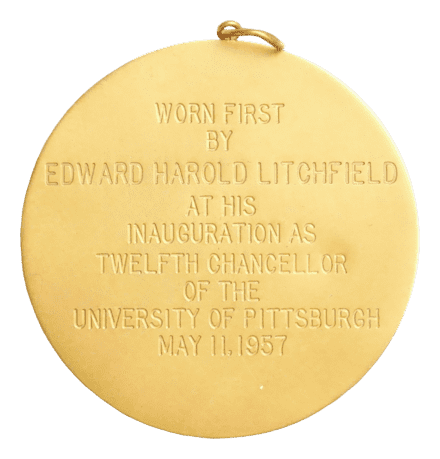 WORN FIRST
BY
EDWARD HAROLD LITCHFIELD
AT HIS
INAUGURATION AS
TWELFTH CHANCELLOR
OF THE
UNIVERSITY OF PITTSBURGH
MAY 11, 1957